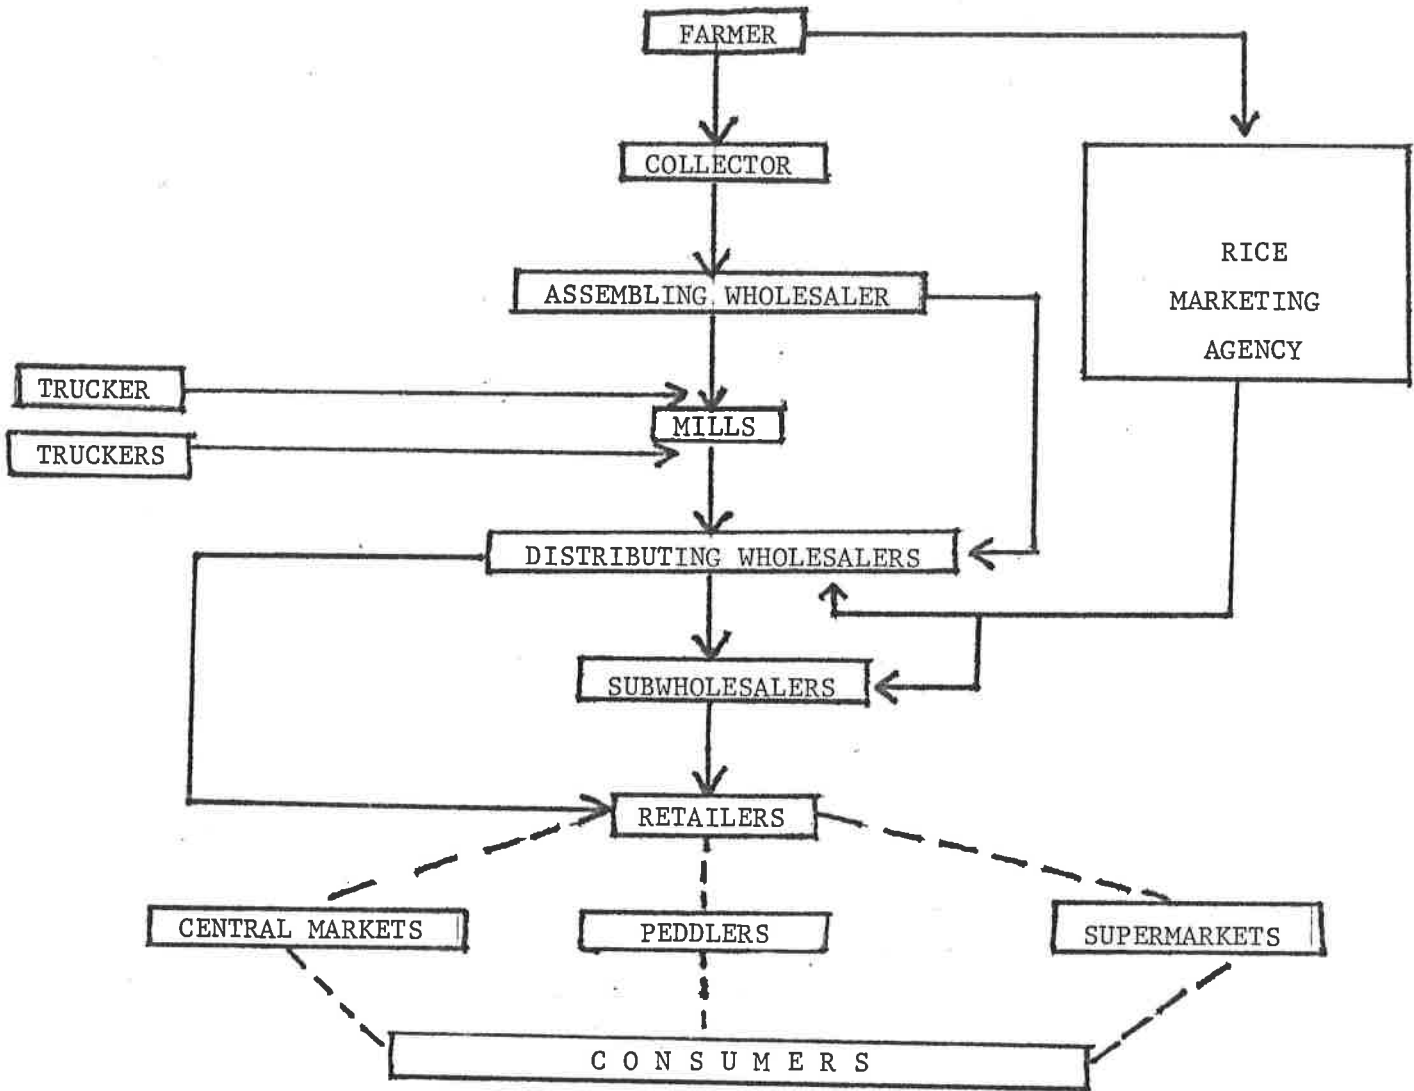 FARMER
COLLECTOR
RICE
MARKETING
AGENCY
ASSEMBLING WHOLESALER
TRUCKER
MILLS
TRUCKERS
DISTRIBUTING WHOLESALERS
SUBWHOLESALERS
RETAILERS
CENTRAL MARKETS
PEDDLERS
SUPERMARKETS
CONSUMERS